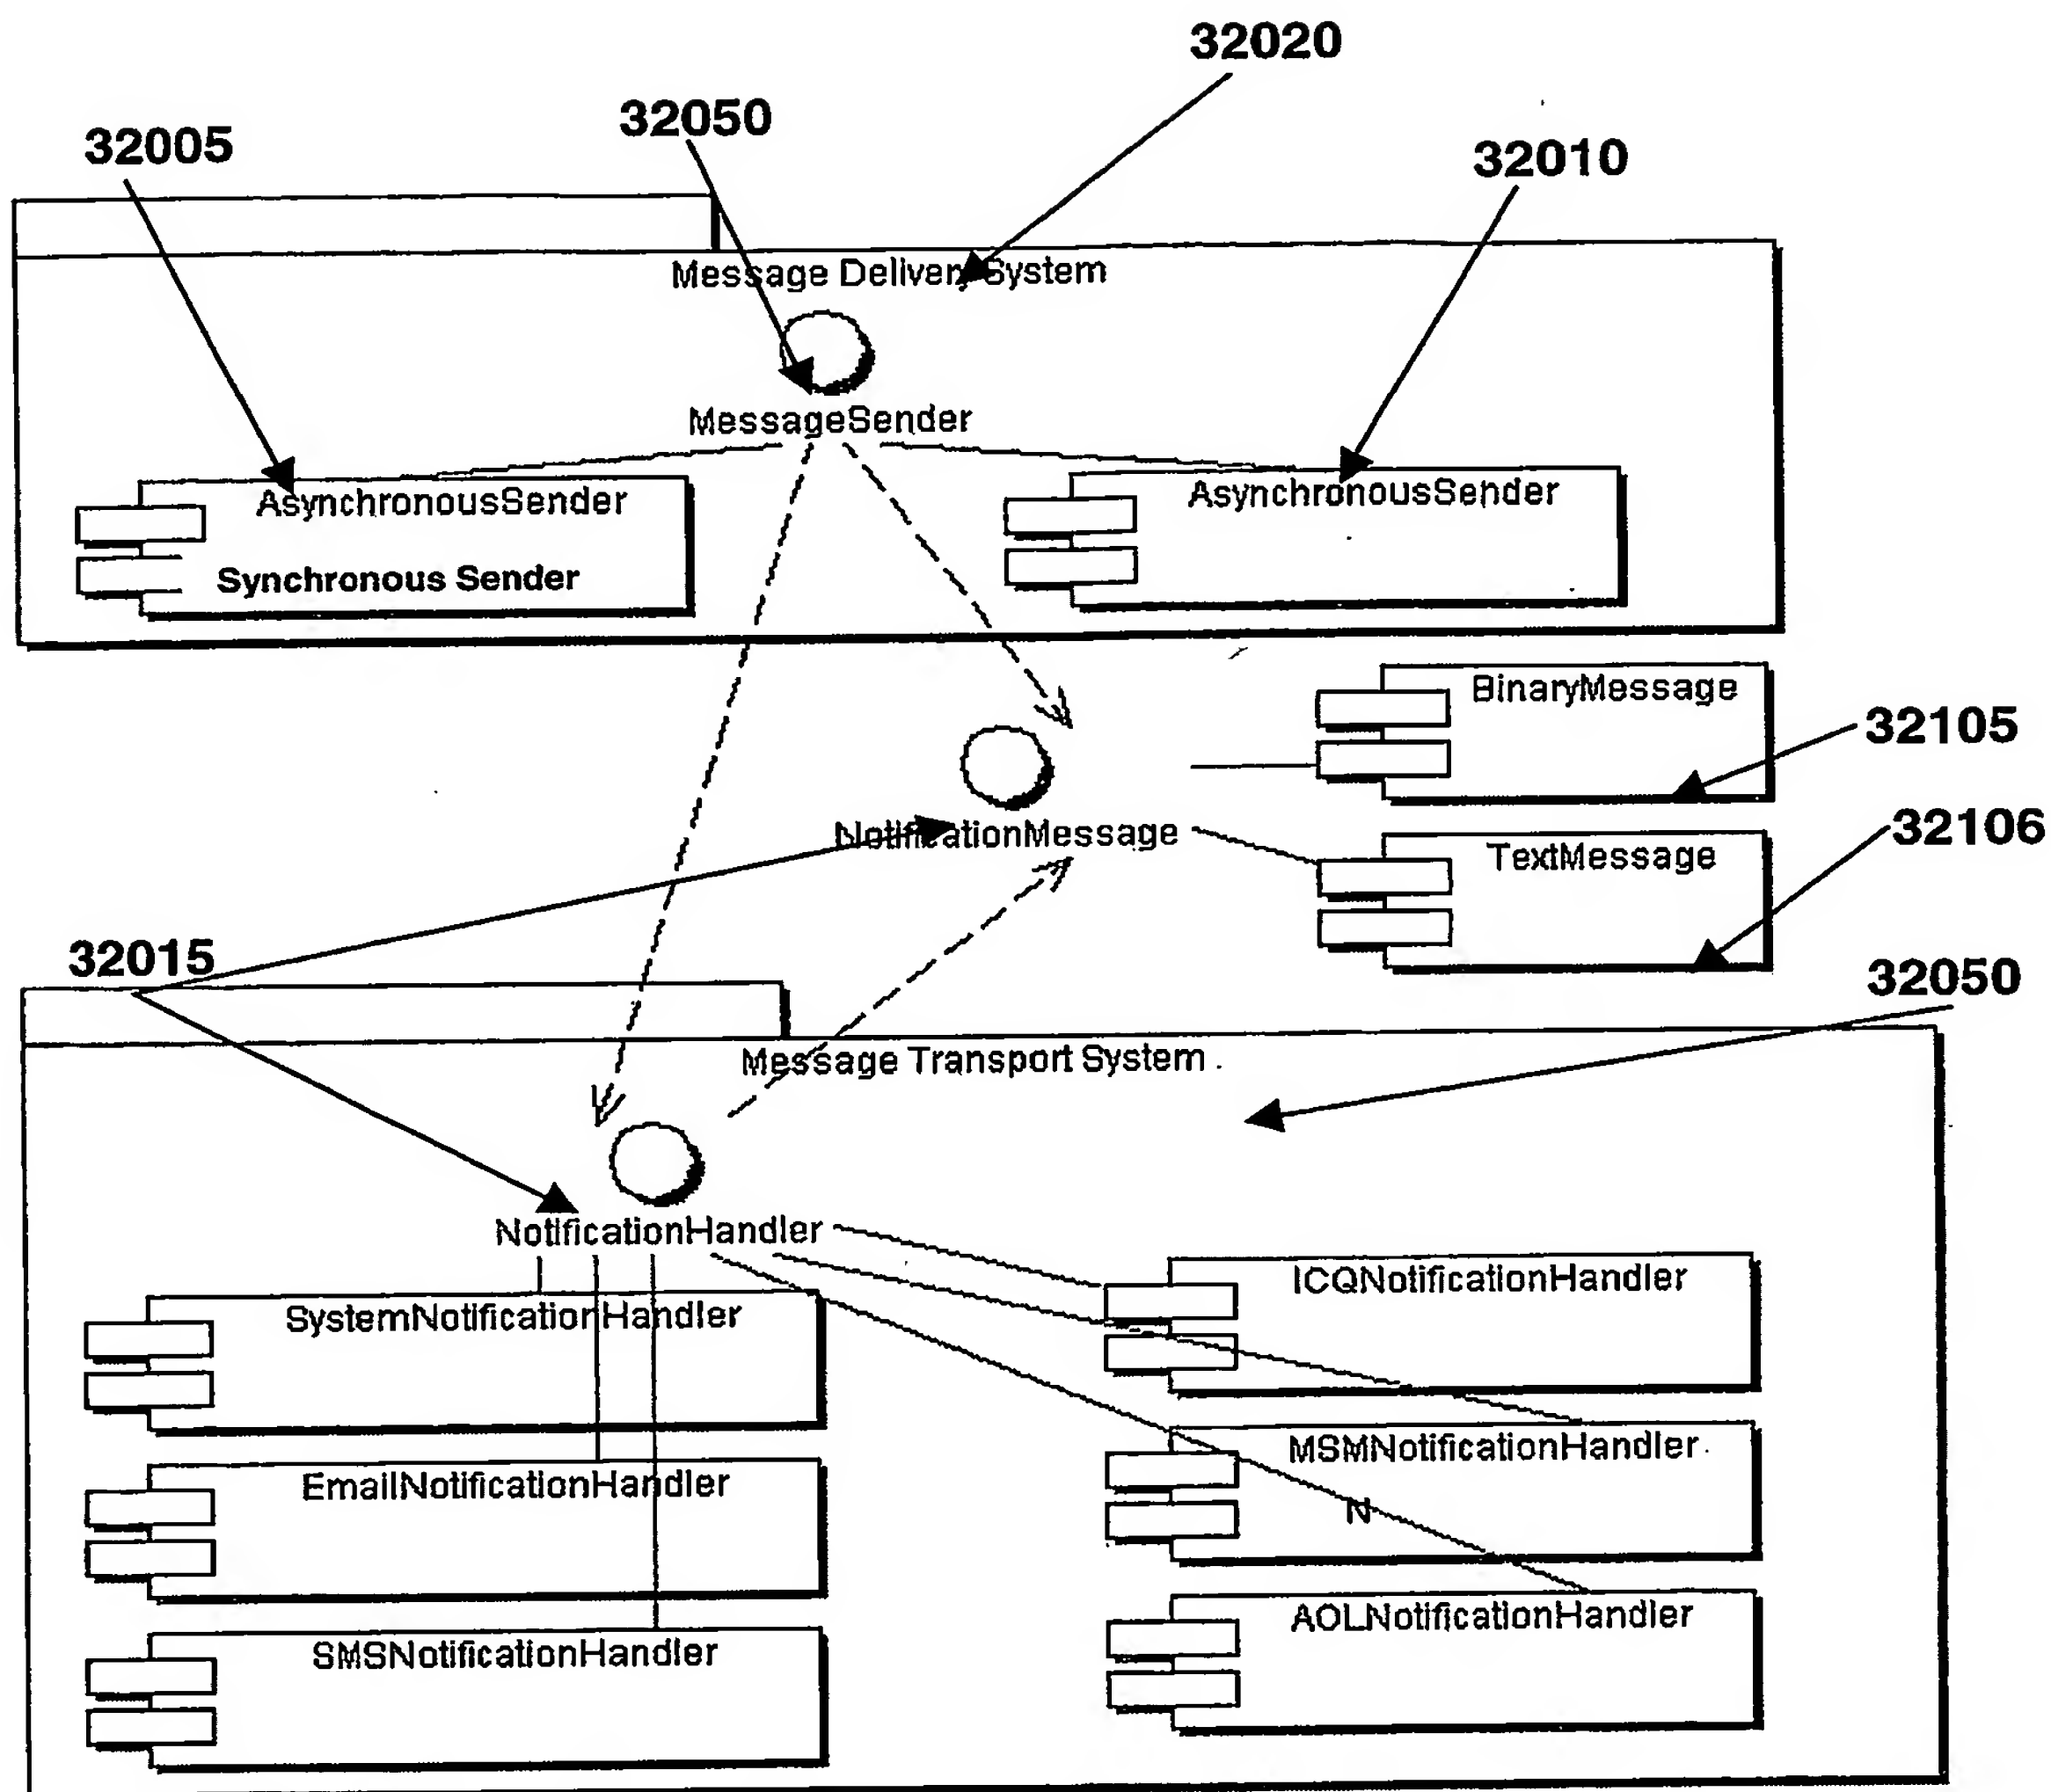 32020
32050
32005
32010
Message Delivery System
MessageSender
AsynchronousSender
AsynchronousSender
Synchronous Sender
BinaryMessage
32105
32106
NotificationMessage
TextMessage
32015
32050
Message Transport System
NotificationHandler
ICQNotificationHandler
SystemNotificationHandler
MSMNotificationHandler
EmailNotificationHandler
N
AOLNotificationHandler
SMSNotificationHandler